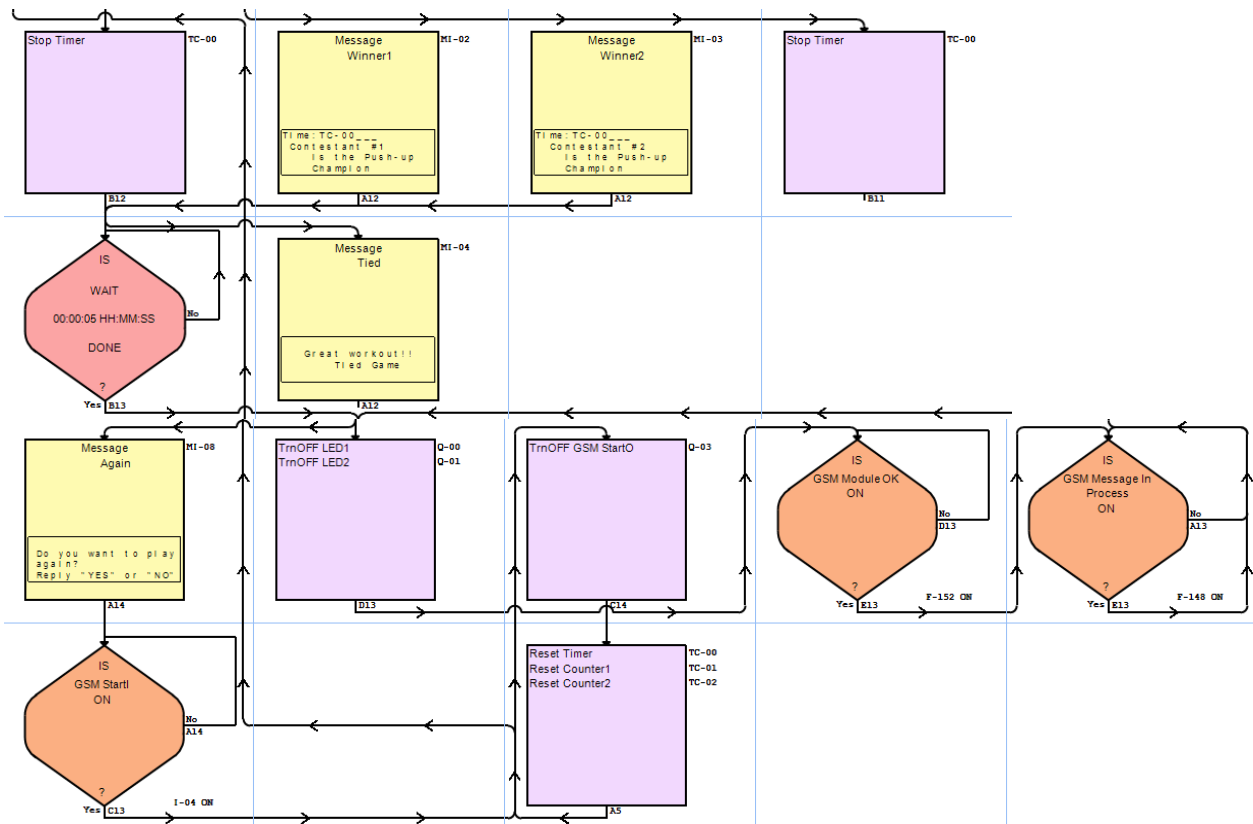 Stop Timer
TC-00
B12
Message
Winner1
MI-02
Time:TC-00___
Contestant #1
Is the Push-up
Champion
A12
Message
Winner2
MI-03
Time:TC-00___
Contestant #2
Is the Push-up
Champion
A12
Stop Timer
TC-00
B11
IS
WAIT
00:00:05 HH:MM:SS
DONE
?
No
Yes
B13
Message
Tied
MI-04
Great workout!!
Tied Game
A12
Message
Again
MI-08
Do you want to play
again?
Reply "YES" or "NO"
A14
TrnOFF LED1
Q-00
TrnOFF LED2
Q-01
D13
TrnOFF GSM StartO
Q-03
C14
IS
GSM Module OK
ON
?
No
D13
Yes
E13
F-152 ON
IS
GSM Message In
Process
ON
?
No
A13
Yes
E13
F-148 ON
IS
GSM StartI
ON
?
No
A14
Yes
C13
I-04 ON
Reset Timer
TC-00
Reset Counter1
TC-01
Reset Counter2
TC-02
A5